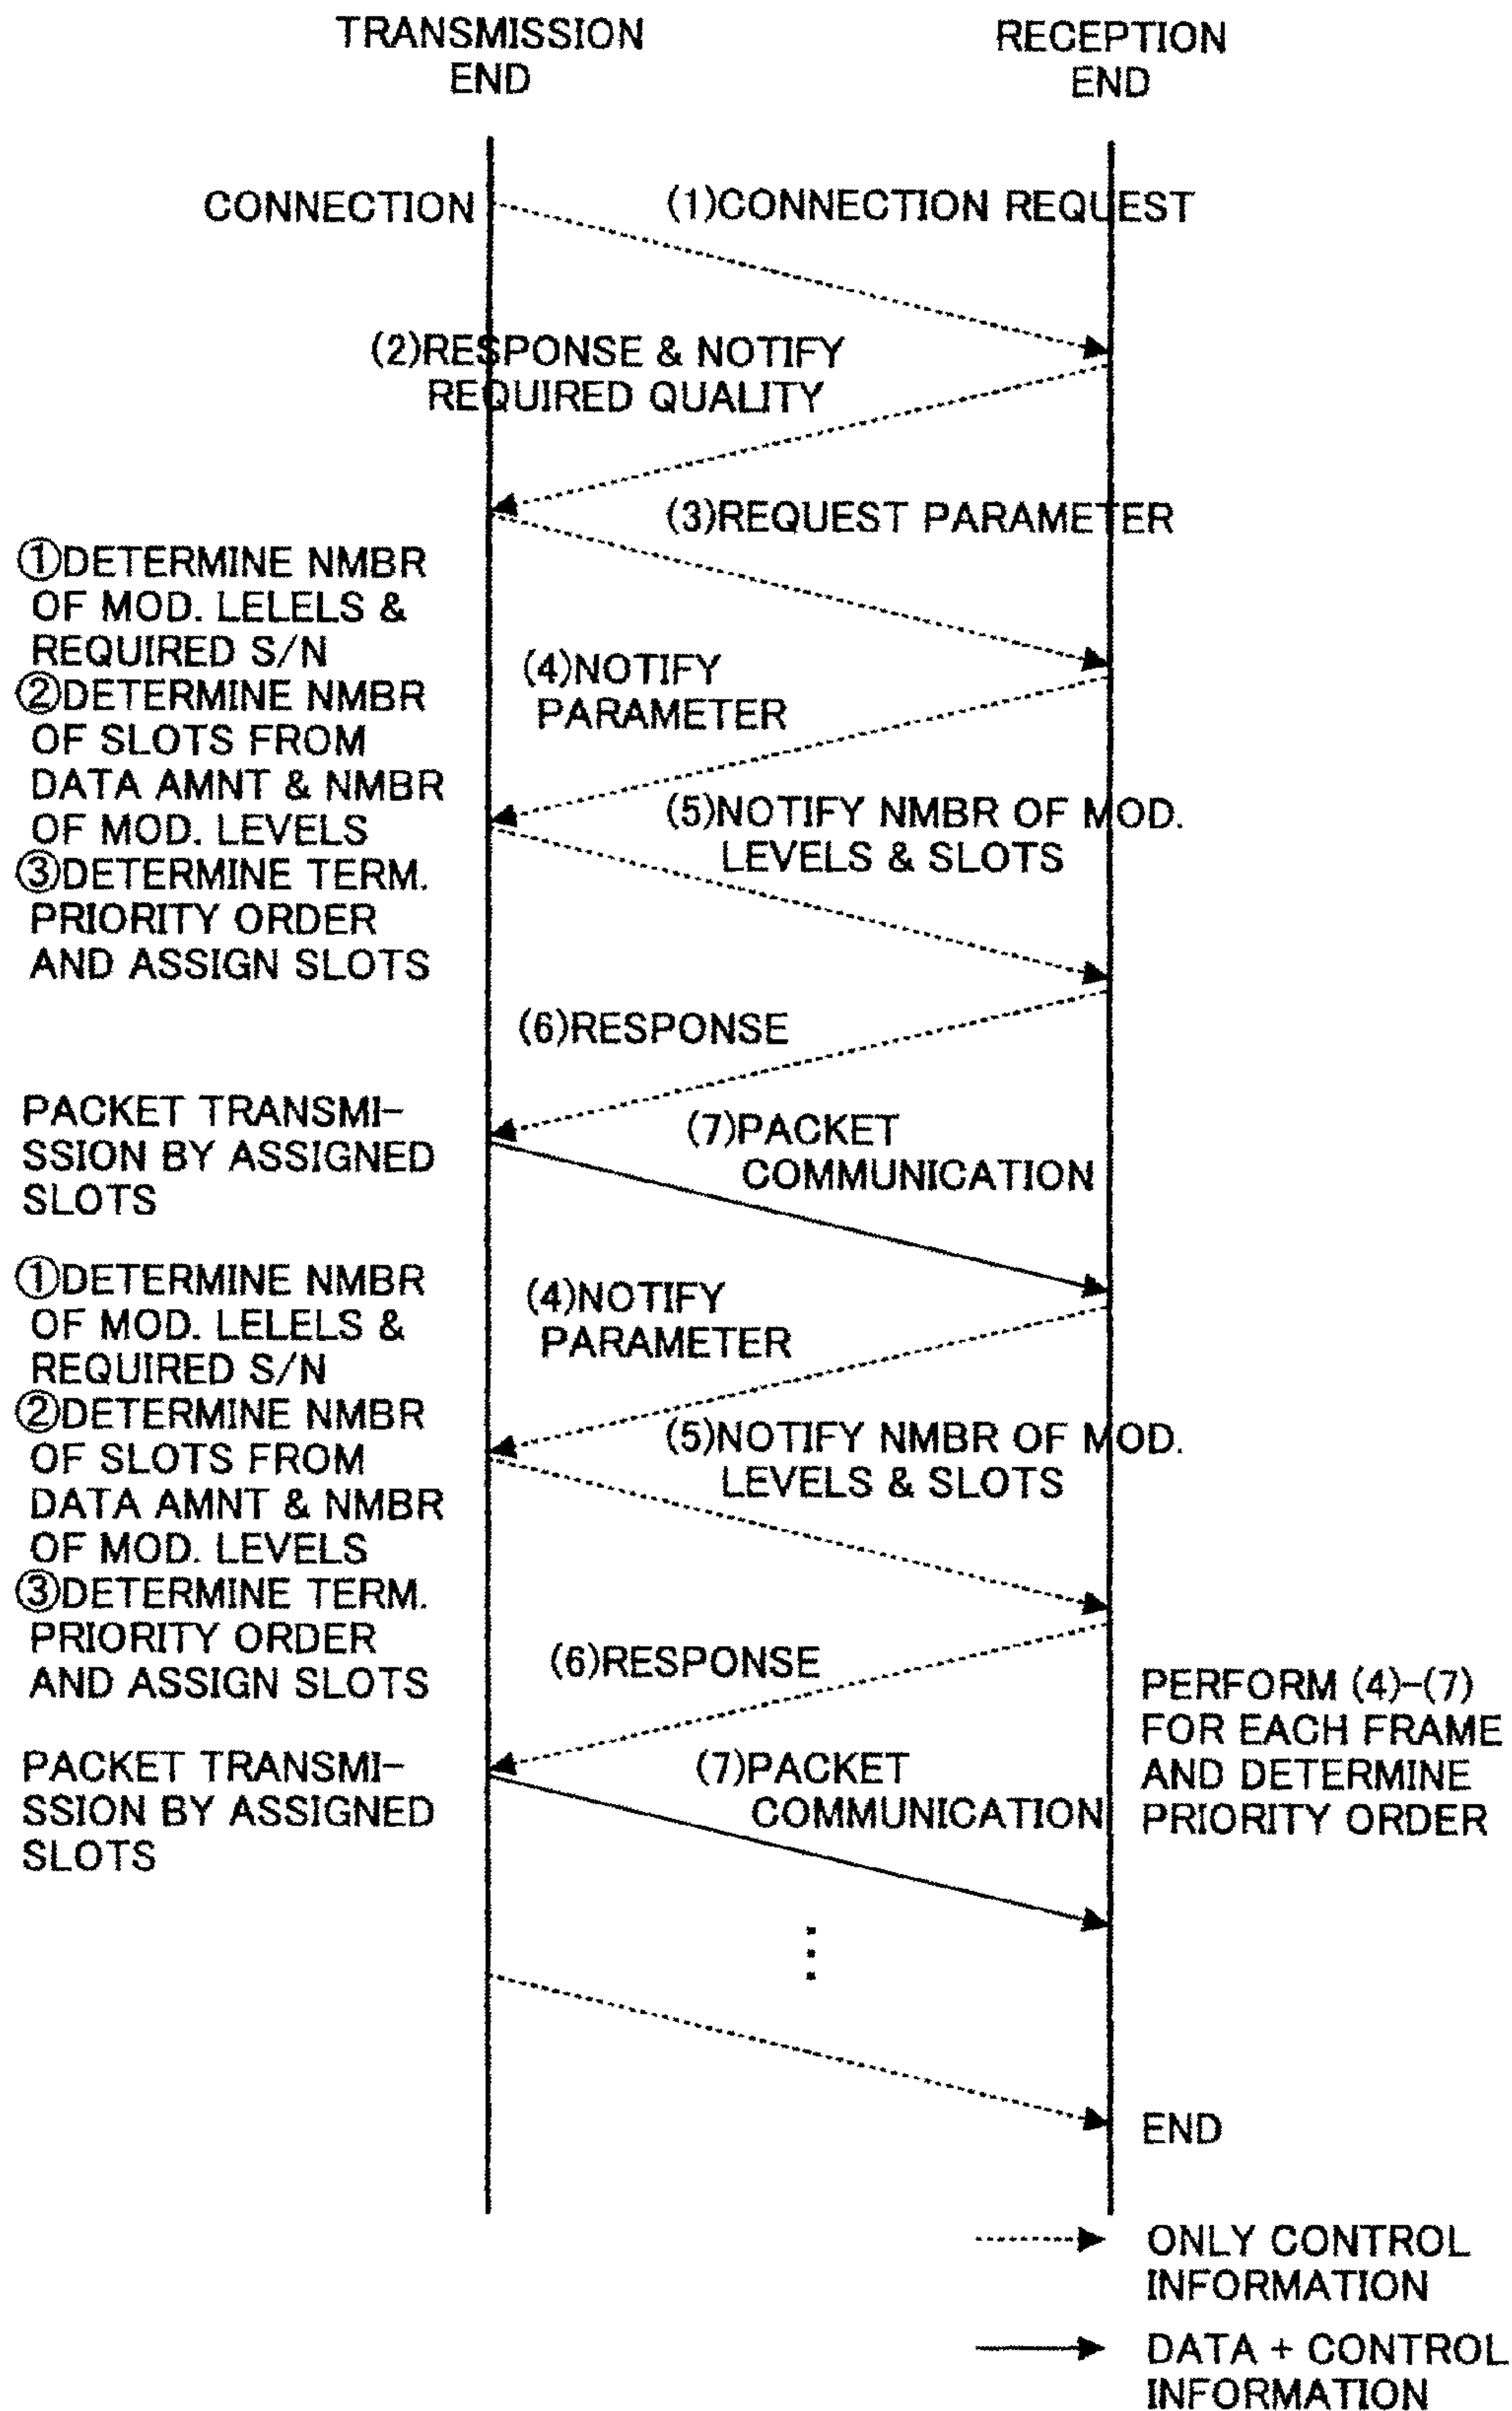 TRANSMISSION
END
RECEPTION
END
CONNECTION
(1)CONNECTION REQUEST
(2)RESPONSE & NOTIFY
REQUIRED QUALITY
(3)REQUEST PARAMETER
①DETERMINE NMBR
OF MOD. LELELS &
REQUIRED S/N
②DETERMINE NMBR
OF SLOTS FROM
DATA AMNT & NMBR
OF MOD. LEVELS
③DETERMINE TERM.
PRIORITY ORDER
AND ASSIGN SLOTS
(4)NOTIFY
PARAMETER
(5)NOTIFY NMBR OF MOD.
LEVELS & SLOTS
(6)RESPONSE
PACKET TRANSMI-
SSION BY ASSIGNED
SLOTS
(7)PACKET
COMMUNICATION
①DETERMINE NMBR
OF MOD. LELELS &
REQUIRED S/N
②DETERMINE NMBR
OF SLOTS FROM
DATA AMNT & NMBR
OF MOD. LEVELS
③DETERMINE TERM.
PRIORITY ORDER
AND ASSIGN SLOTS
(4)NOTIFY
PARAMETER
(5)NOTIFY NMBR OF MOD.
LEVELS & SLOTS
(6)RESPONSE
PERFORM (4)-(7)
FOR EACH FRAME
AND DETERMINE
PRIORITY ORDER
PACKET TRANSMI-
SSION BY ASSIGNED
SLOTS
(7)PACKET
COMMUNICATION
END
ONLY CONTROL
INFORMATION
DATA + CONTROL
INFORMATION